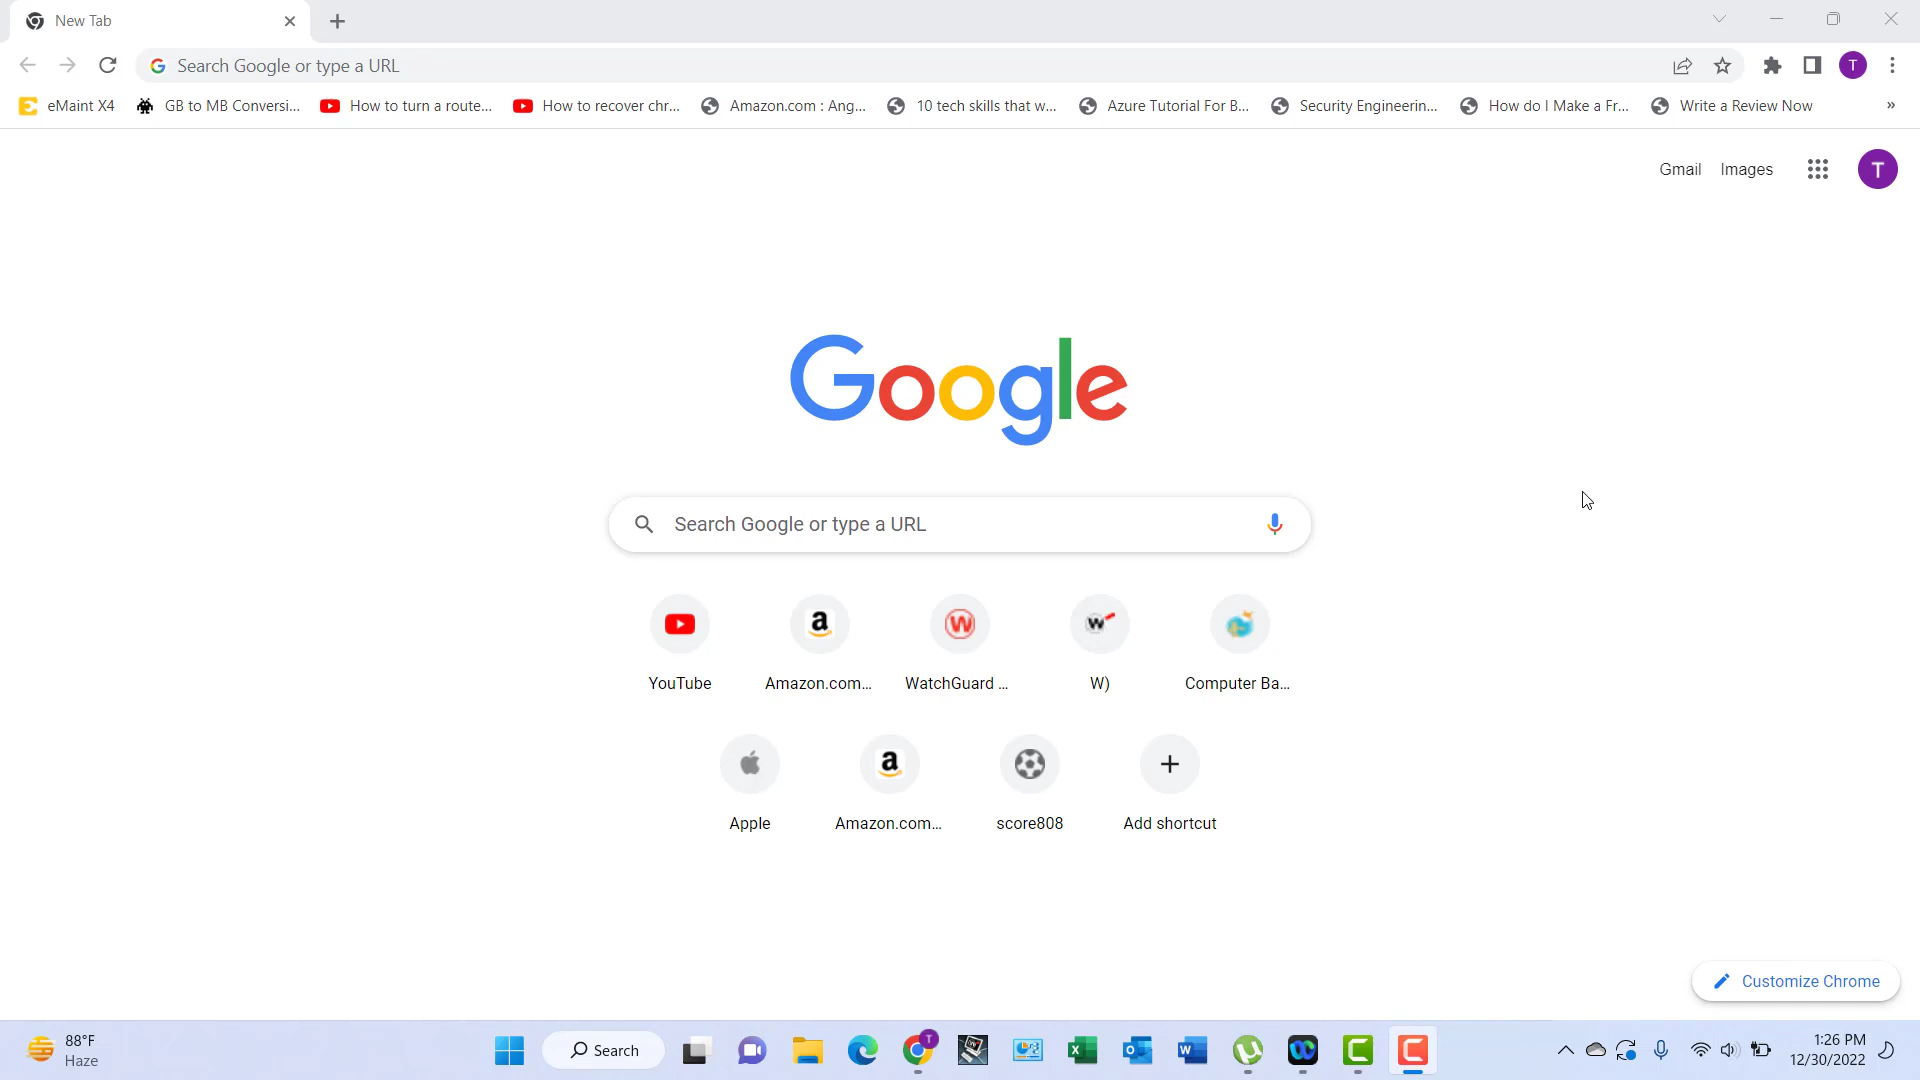 New Tab
Search Google or type a URL
T
eMaint X4
GB to MB Conversi...
How to turn a route...
How to recover chr...
Amazon.com : Ang...
10 tech skills that w...
Azure Tutorial For B...
Security Engineerin...
How do I Make a Fr...
Write a Review Now
»
Gmail
Images
T
Google
Search Google or type a URL
YouTube
Amazon.com...
WatchGuard ...
W)
Computer Ba...
Apple
Amazon.com...
score808
Add shortcut
Customize Chrome
88°F
Haze
Search
T
1:26 PM
12/30/2022